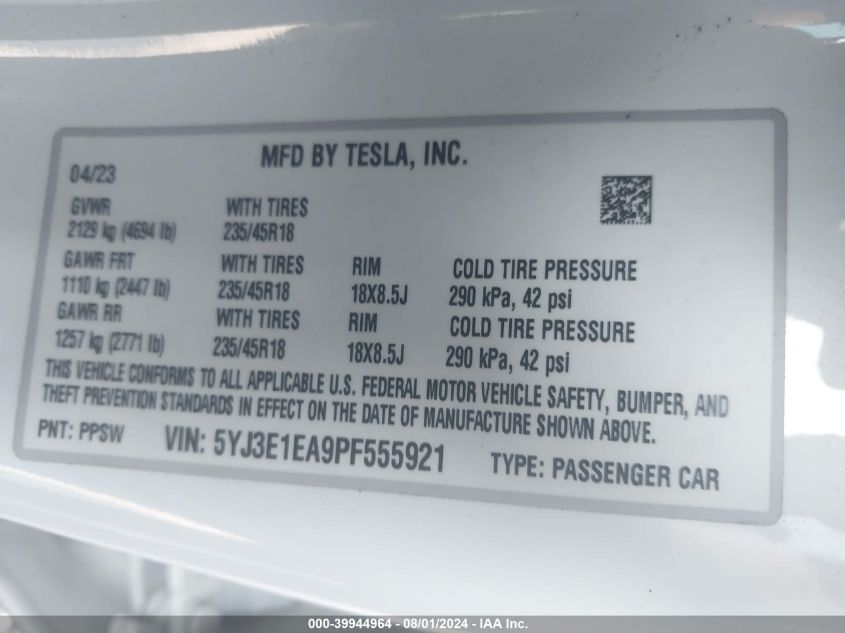 MFD BY TESLA, INC.
04/23
GVWR WITH TIRES
2129 kg (4694 lb) 235/45R18
GAWR FRT WITH TIRES RIM COLD TIRE PRESSURE
1110 kg (2447 lb) 235/45R18 18X8.5J 290 kPa, 42 psi
GAWR RR WITH TIRES RIM COLD TIRE PRESSURE
1257 kg (2771 lb) 235/45R18 18X8.5J 290 kPa, 42 psi
THIS VEHICLE CONFORMS TO ALL APPLICABLE U.S. FEDERAL MOTOR VEHICLE SAFETY, BUMPER, AND
THEFT PREVENTION STANDARDS IN EFFECT ON THE DATE OF MANUFACTURE SHOWN ABOVE.
PNT: PPSW VIN: 5YJ3E1EA9PF555921 TYPE: PASSENGER CAR
000-39944964 - 08/01/2024 - IAA Inc.